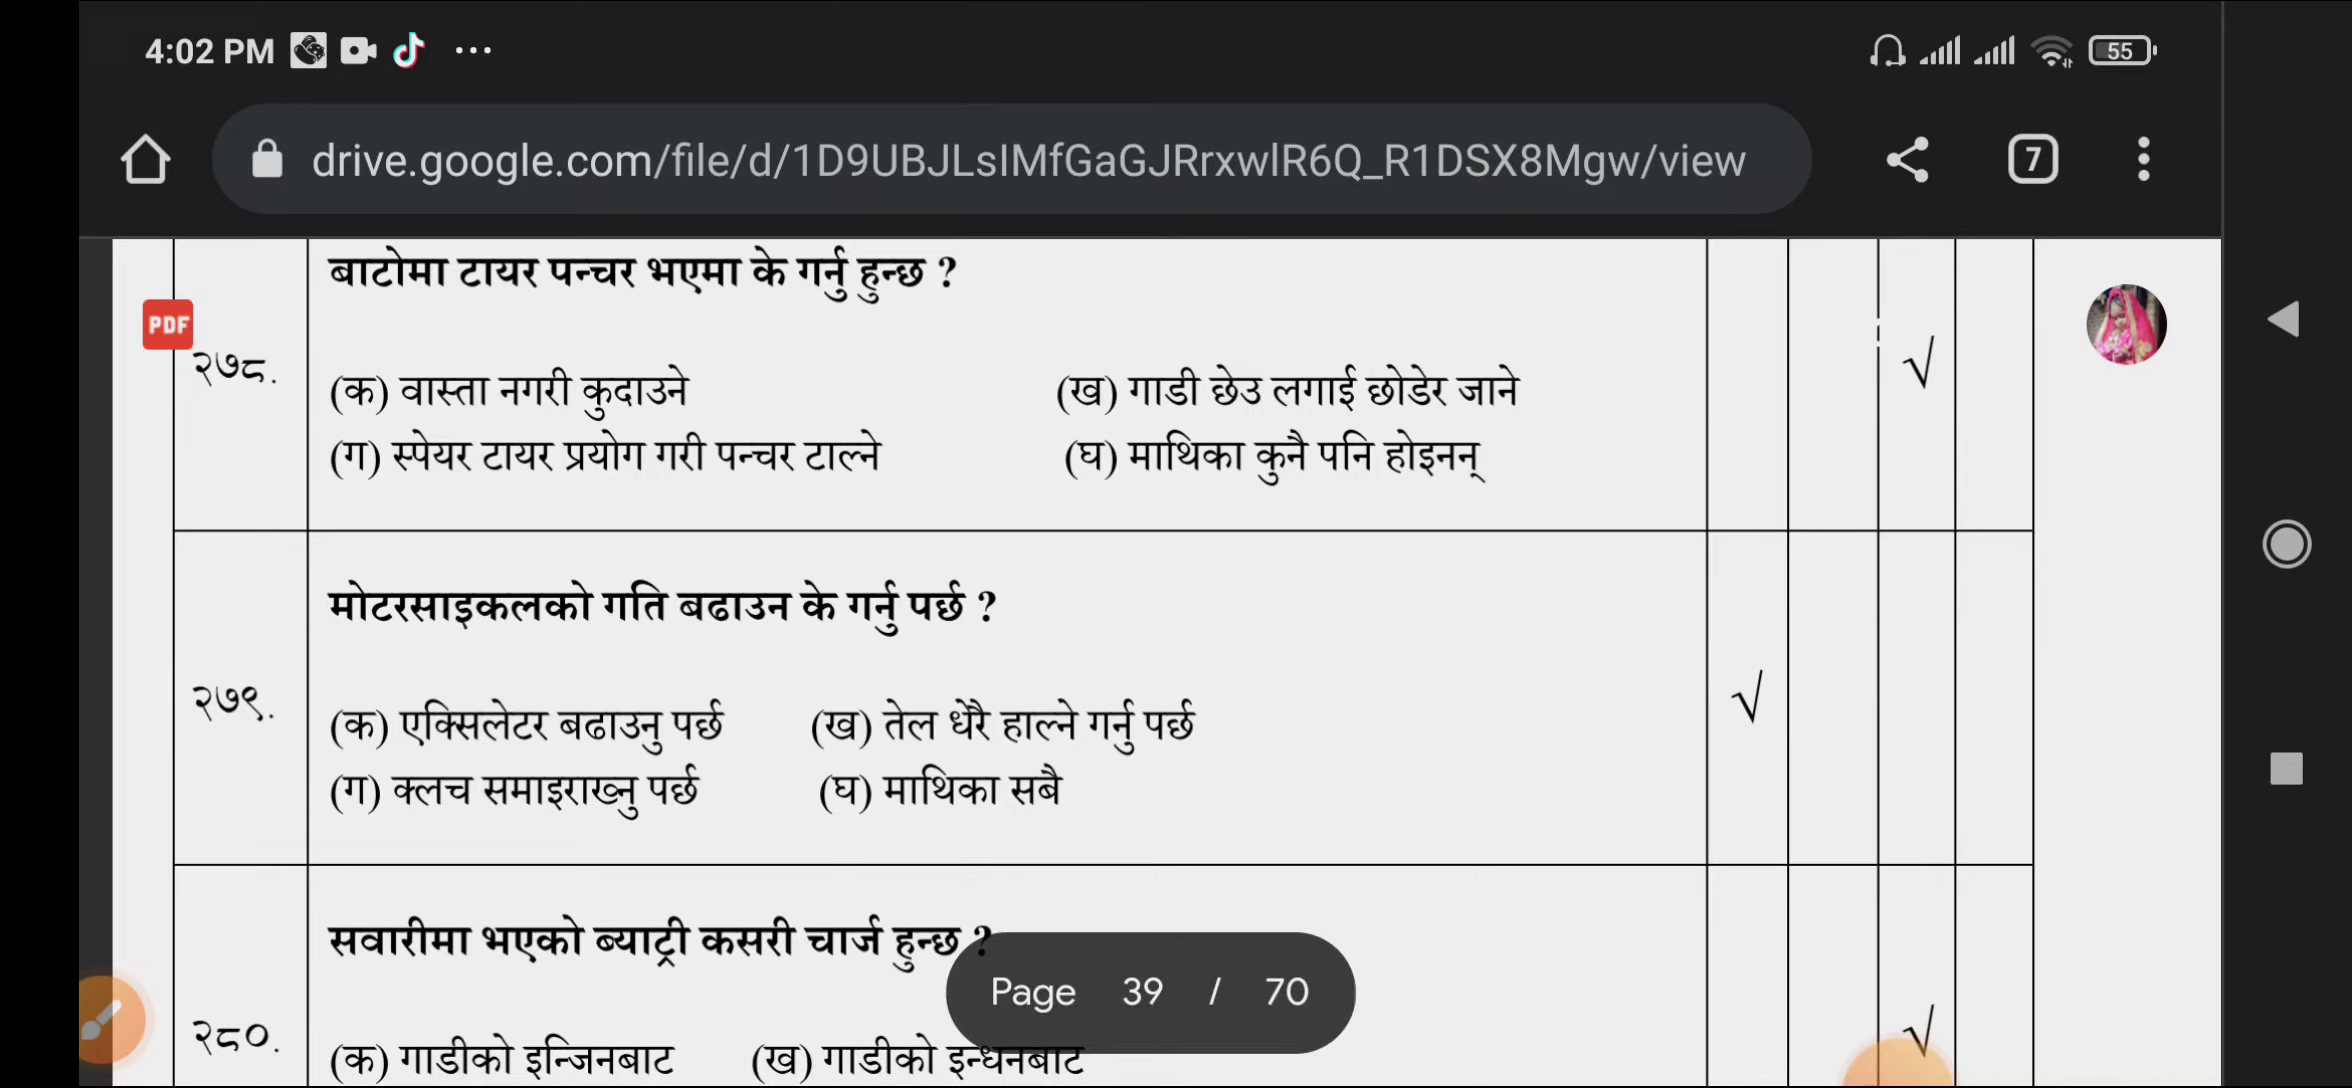 4:02 PM ... 55
drive.google.com/file/d/1D9UBJLsIMfGaGJRrxwlR6Q_R1DSX8Mgw/view 7
बाटोमा टायर पन्चर भएमा के गर्नु हुन्छ ?
PDF
२७८. √
(क) वास्ता नगरी कुदाउने (ख) गाडी छेउ लगाई छोडेर जाने
(ग) स्पेयर टायर प्रयोग गरी पन्चर टाल्ने (घ) माथिका कुनै पनि होइनन्
मोटरसाइकलको गति बढाउन के गर्नु पर्छ ?
२७९. √
(क) एक्सिलेटर बढाउनु पर्छ (ख) तेल धेरै हाल्ने गर्नु पर्छ
(ग) क्लच समाइराख्नु पर्छ (घ) माथिका सबै
सवारीमा भएको ब्याट्री कसरी चार्ज हुन्छ ?
Page 39 / 70
२८०. √
(क) गाडीको इन्जिनबाट (ख) गाडीको इन्धनबाट